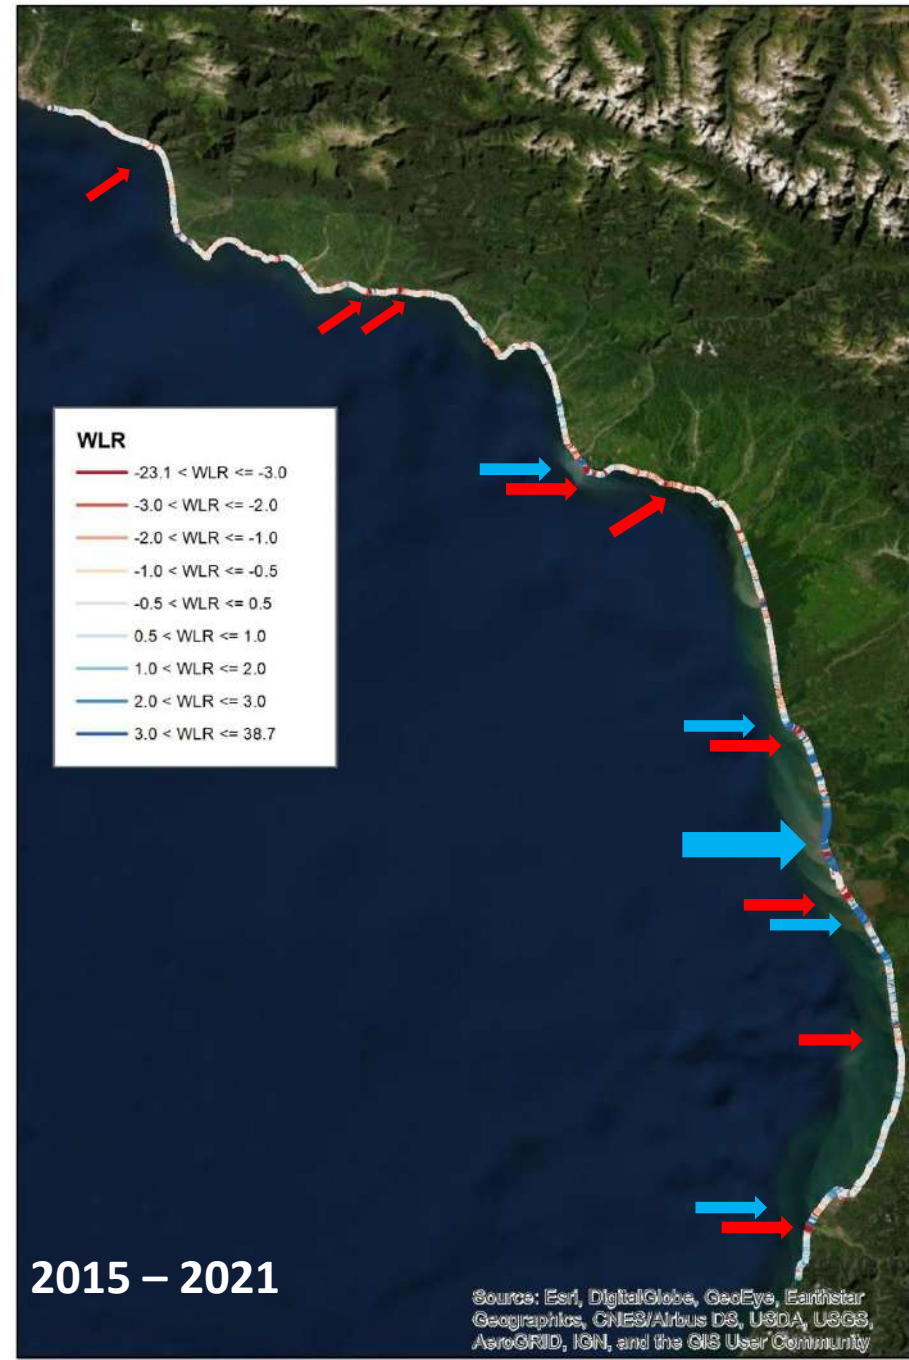 WLR
-23.1 < WLR <= -3.0
-3.0 < WLR <= -2.0
-2.0 < WLR <= -1.0
-1.0 < WLR <= -0.5
-0.5 < WLR <= 0.5
0.5 < WLR <= 1.0
1.0 < WLR <= 2.0
2.0 < WLR <= 3.0
3.0 < WLR <= 38.7
2015 – 2021
Source: Esri, DigitalGlobe, GeoEye, Earthstar
Geographics, CNES/Airbus DS, USDA, USGS,
AeroGRID, IGN, and the GIS User Community